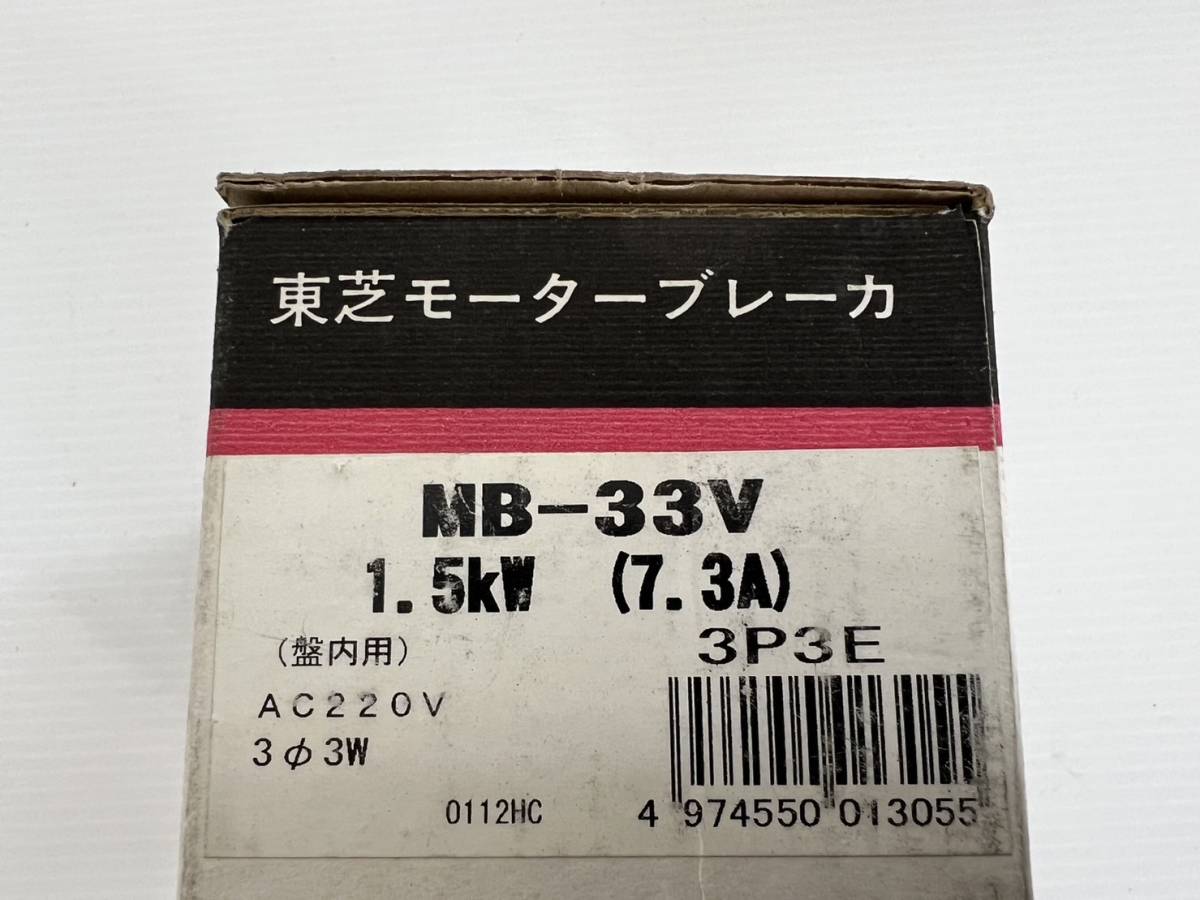 東芝モーターブレーカ
MB-33V
1.5kW (7.3A)
(盤内用) 3P3E
AC220V
3φ3W
0112HC 4 974550 013055